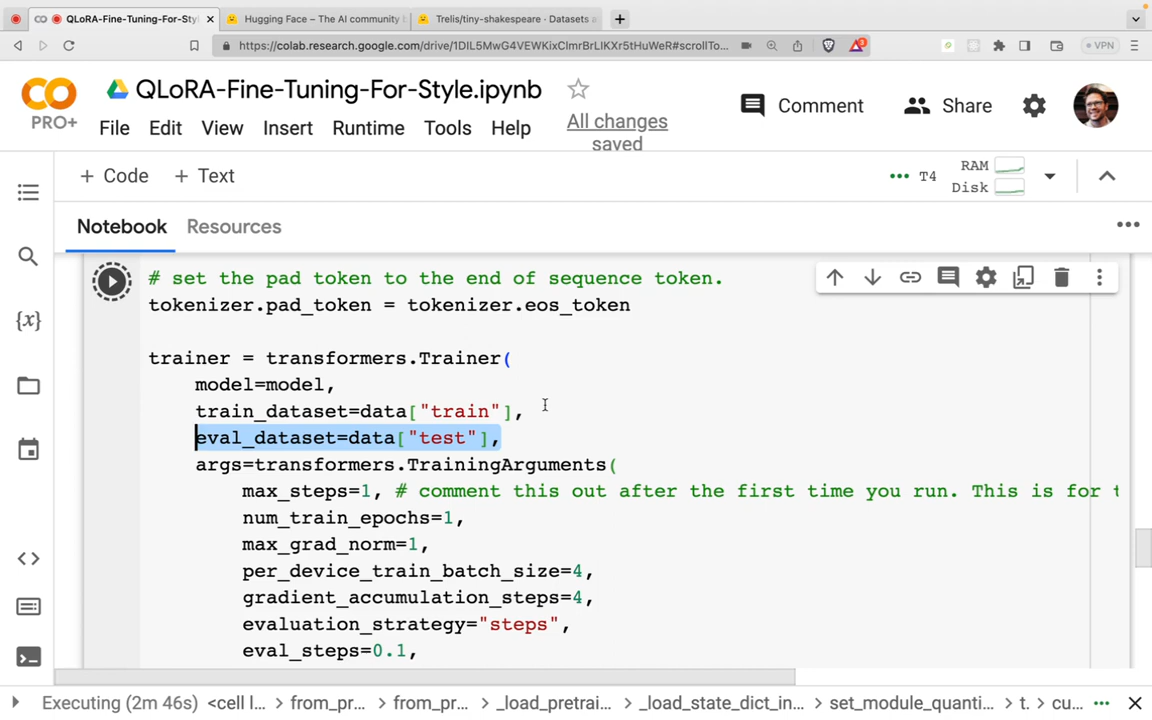 QLoRA-Fine-Tuning-For-Sty
Hugging Face – The AI community
Trelis/tiny-shakespeare · Datasets a
https://colab.research.google.com/drive/1DIL5MwG4VEWKixClmrBrLIKXr5tHuWeR#scrollTo...
VPN
PRO+
QLoRA-Fine-Tuning-For-Style.ipynb
File Edit View Insert Runtime Tools Help
All changes
saved
Comment
Share
+ Code + Text
T4
RAM
Disk
Notebook Resources
# set the pad token to the end of sequence token.
tokenizer.pad_token = tokenizer.eos_token
trainer = transformers.Trainer(
model=model,
train_dataset=data["train"],
eval_dataset=data["test"],
args=transformers.TrainingArguments(
max_steps=1, # comment this out after the first time you run. This is for t
num_train_epochs=1,
max_grad_norm=1,
per_device_train_batch_size=4,
gradient_accumulation_steps=4,
evaluation_strategy="steps",
eval_steps=0.1,
{x}
Executing (2m 46s) <cell l... > from_pr... > from_pr... > _load_pretrai... > _load_state_dict_in... > set_module_quanti... > t. > cu...